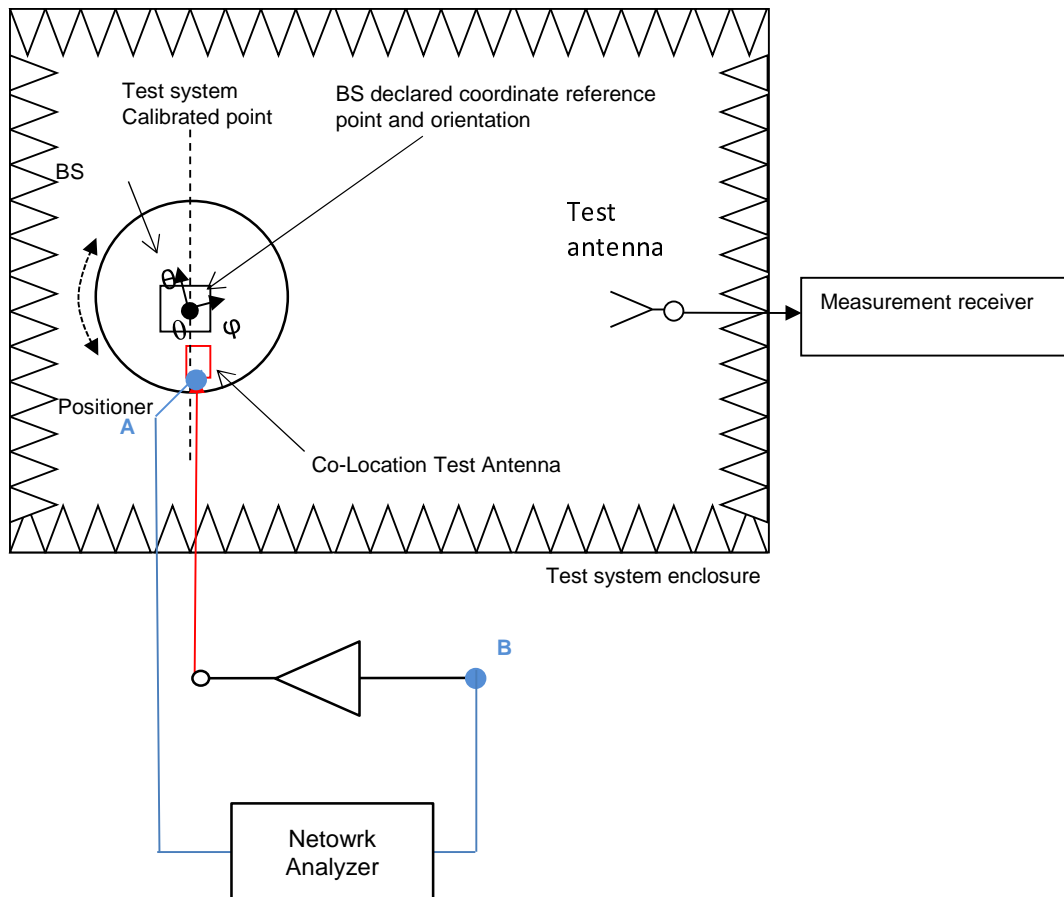 Test system
Calibrated point
BS declared coordinate reference
point and orientation
BS
Test
antenna
θ
θ
φ
Measurement receiver
Positioner
A
Co-Location Test Antenna
Test system enclosure
B
Netowrk
Analyzer